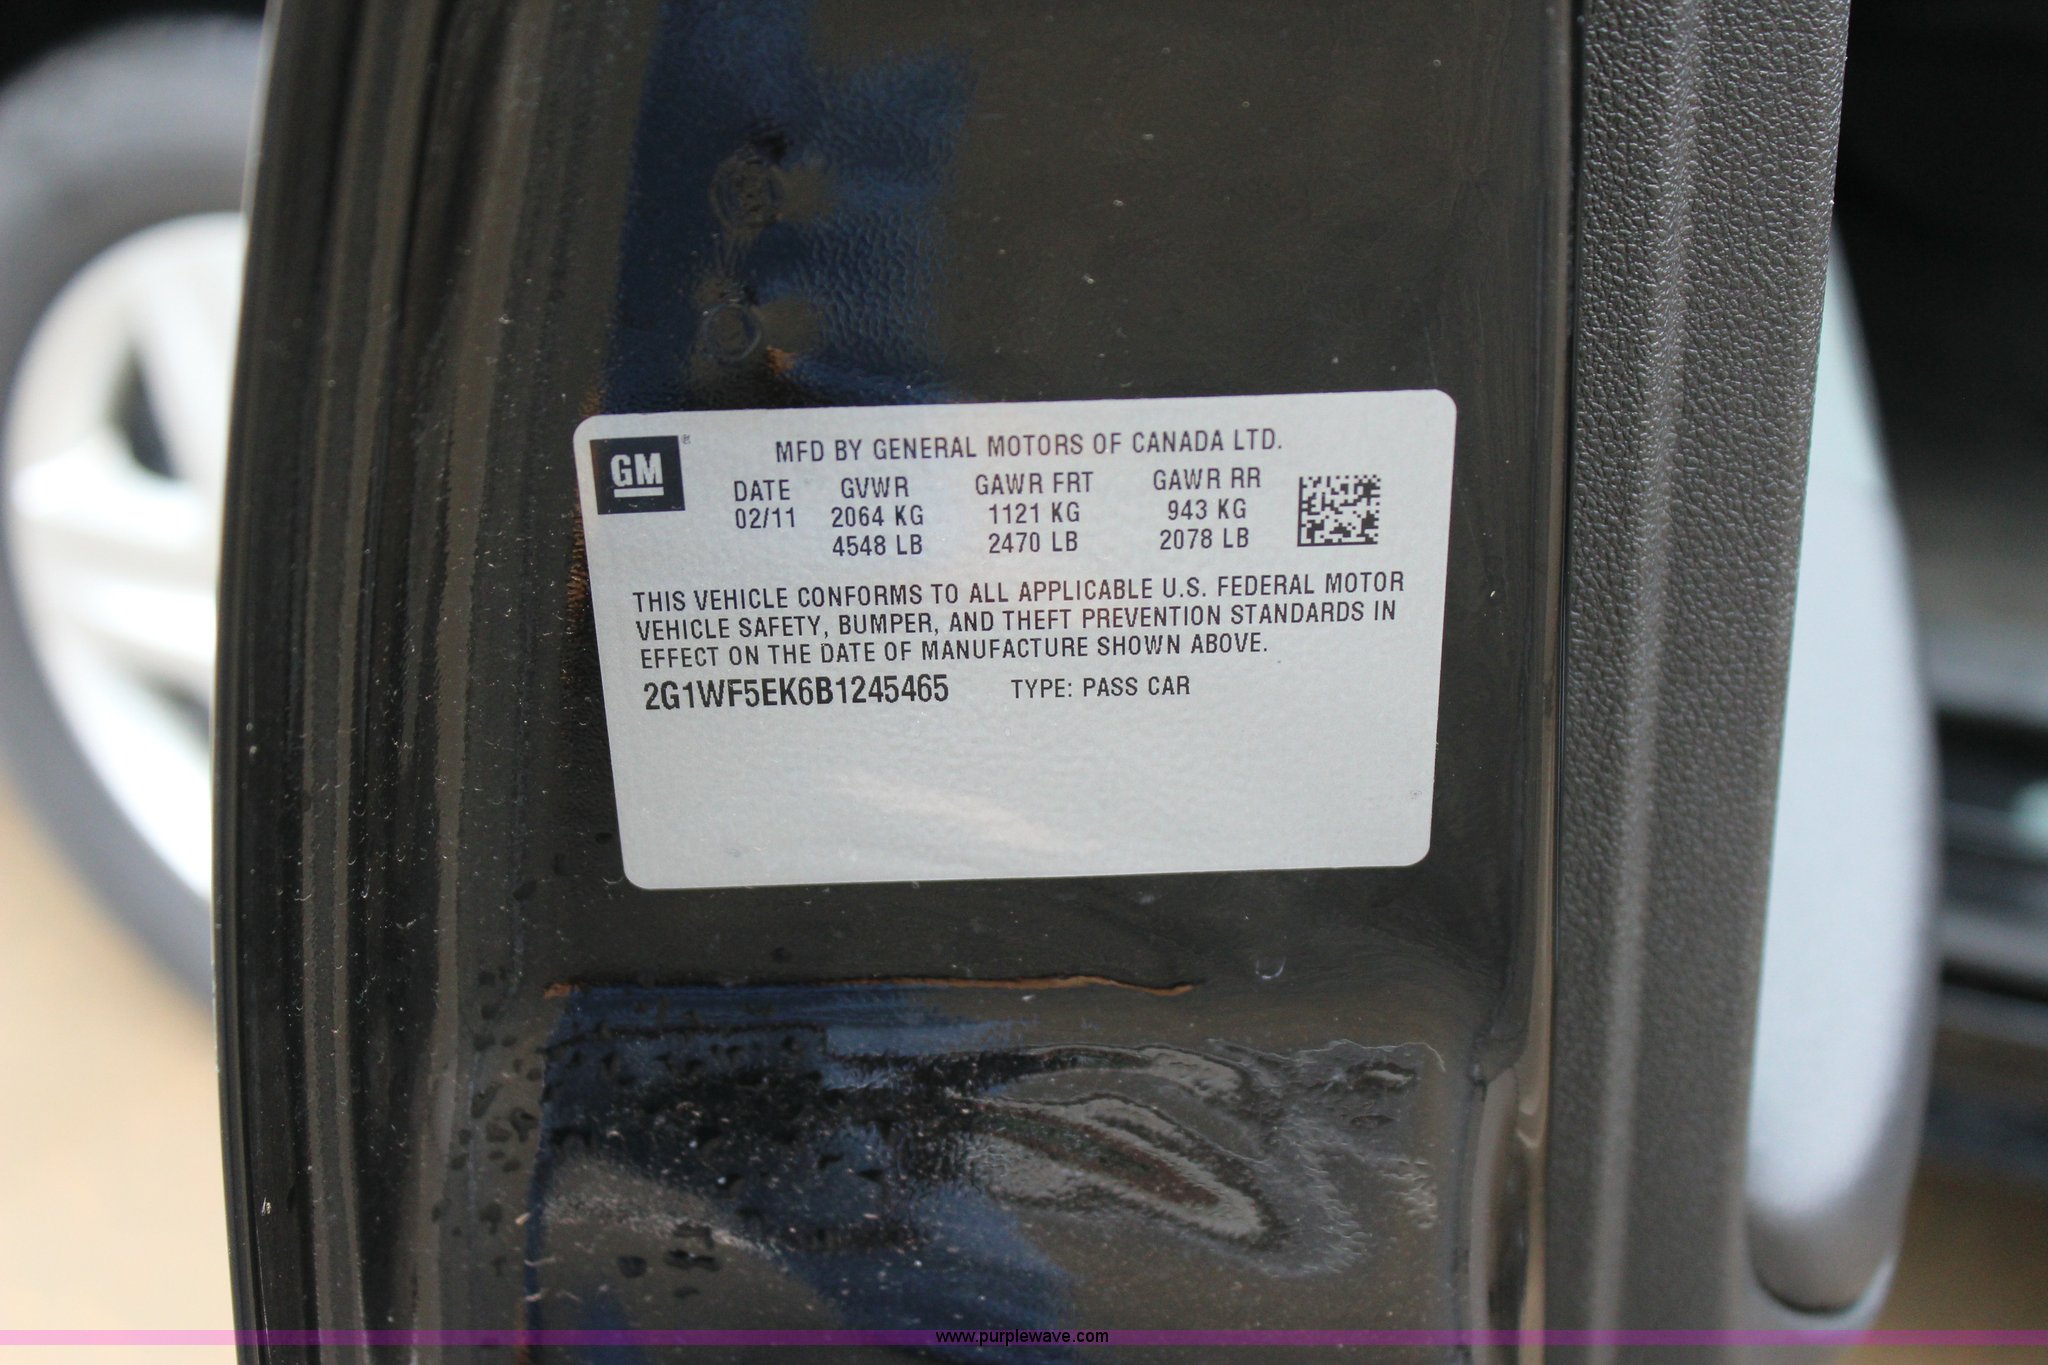 GM®
MFD BY GENERAL MOTORS OF CANADA LTD.
DATE GVWR GAWR FRT GAWR RR
02/11 2064 KG 1121 KG 943 KG
4548 LB 2470 LB 2078 LB
THIS VEHICLE CONFORMS TO ALL APPLICABLE U.S. FEDERAL MOTOR
VEHICLE SAFETY, BUMPER, AND THEFT PREVENTION STANDARDS IN
EFFECT ON THE DATE OF MANUFACTURE SHOWN ABOVE.
2G1WF5EK6B1245465 TYPE: PASS CAR
www.purplewave.com